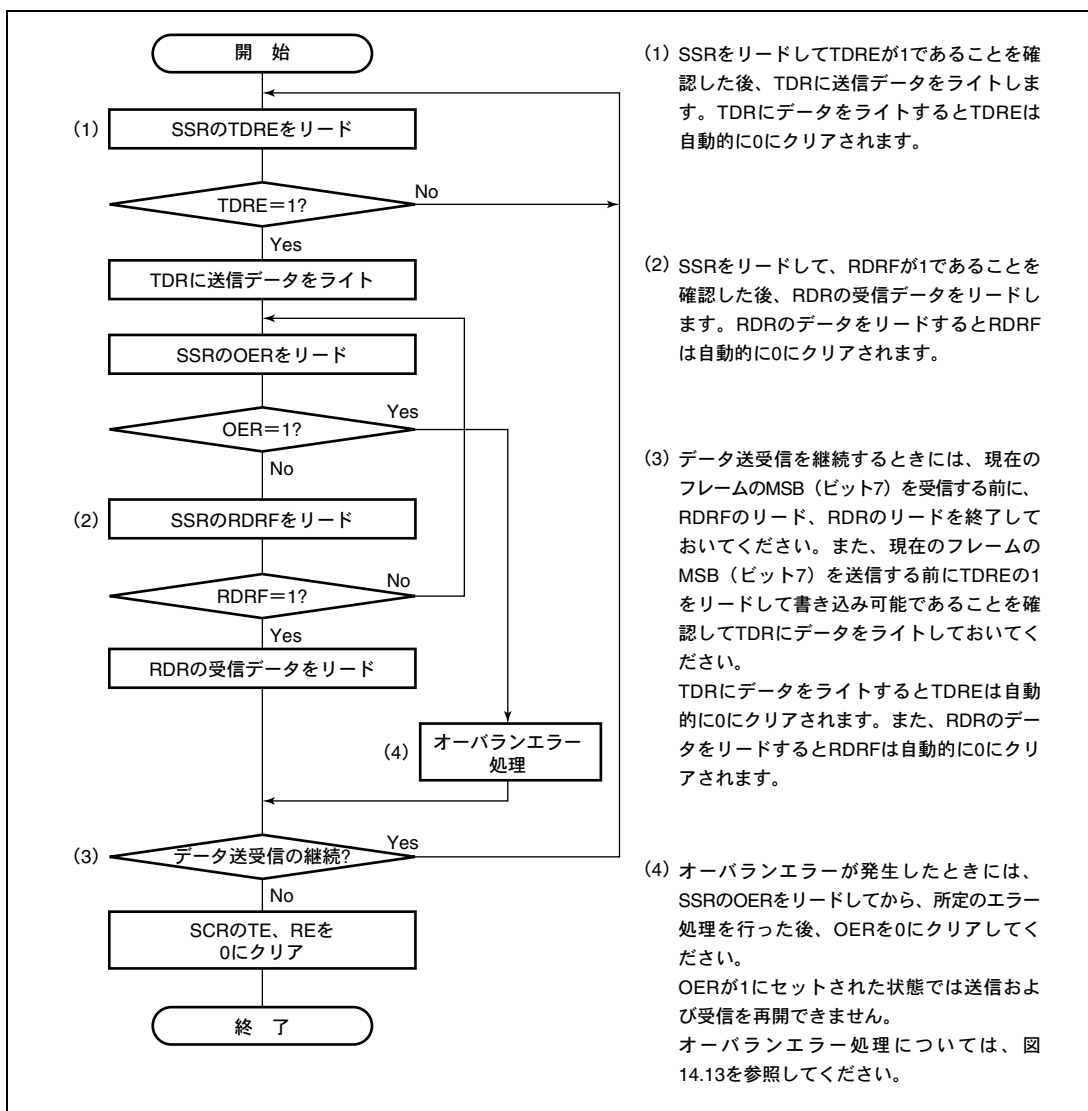 開　始
(1)
SSRのTDREをリード
TDRE＝1?
No
Yes
TDRに送信データをライト
SSRのOERをリード
OER＝1?
Yes
No
(2)
SSRのRDRFをリード
RDRF＝1?
No
Yes
RDRの受信データをリード
(4)
オーバランエラー
処理
(3)
データ送受信の継続?
Yes
No
SCRのTE、REを
0にクリア
終　了
(1) SSRをリードしてTDREが1であることを確
認した後、TDRに送信データをライトしま
す。TDRにデータをライトするとTDREは
自動的に0にクリアされます。
(2) SSRをリードして、RDRFが1であることを
確認した後、RDRの受信データをリードし
ます。RDRのデータをリードするとRDRF
は自動的に0にクリアされます。
(3) データ送受信を継続するときには、現在の
フレームのMSB（ビット7）を受信する前に、
RDRFのリード、RDRのリードを終了して
おいてください。また、現在のフレームの
MSB（ビット7）を送信する前にTDREの1
をリードして書き込み可能であることを確
認してTDRにデータをライトしておいてく
ださい。
TDRにデータをライトするとTDREは自動
的に0にクリアされます。また、RDRのデー
タをリードするとRDRFは自動的に0にクリ
アされます。
(4) オーバランエラーが発生したときには、
SSRのOERをリードしてから、所定のエラー
処理を行った後、OERを0にクリアしてく
ださい。
OERが1にセットされた状態では送信およ
び受信を再開できません。
オーバランエラー処理については、図
14.13を参照してください。